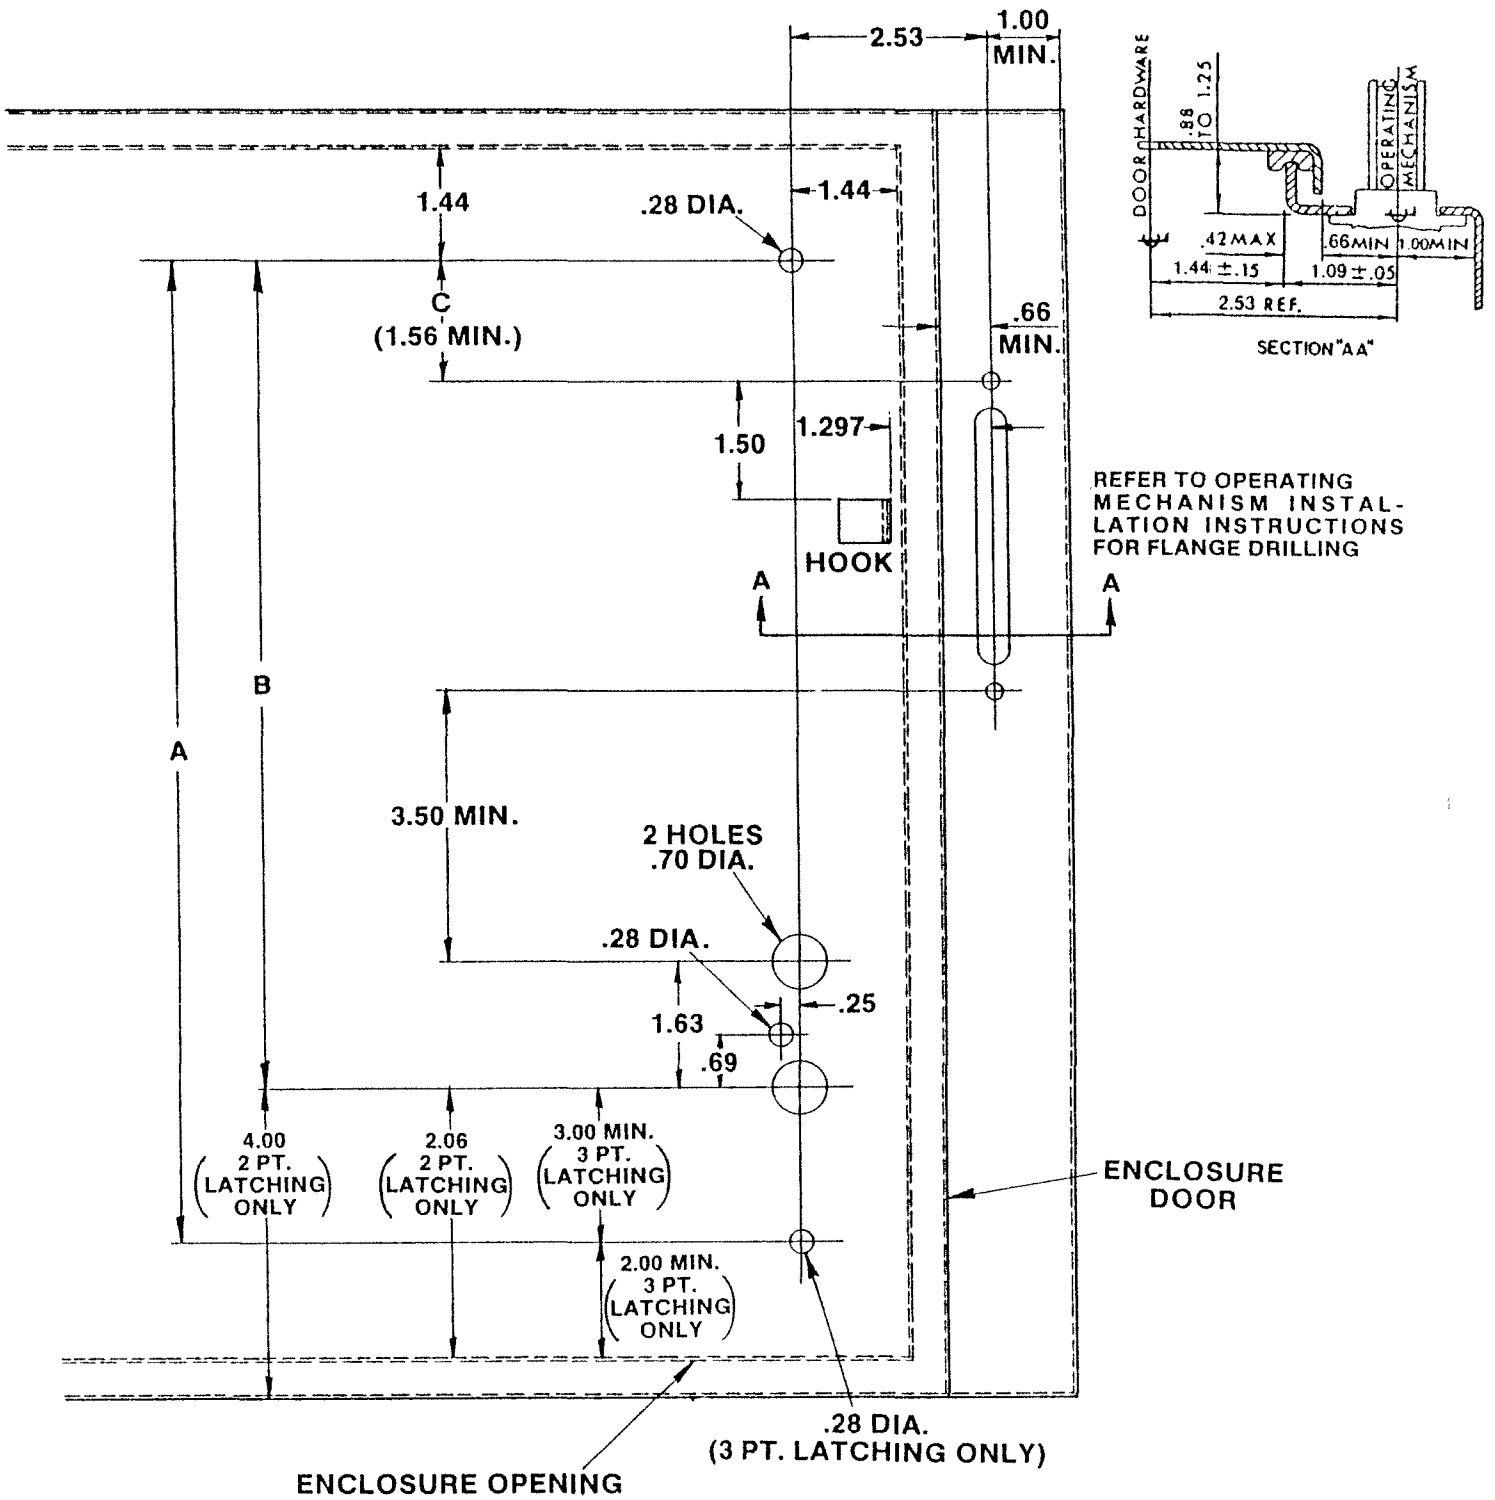 2.53
1.00
MIN.
DOOR HARDWARE
.88
TO 1.25
OPERATING
MECHANISM
.42 MAX
.66 MIN
1.00 MIN
1.44 ±.15
1.09 ±.05
2.53 REF.
SECTION "AA"
1.44
.28 DIA.
1.44
C
(1.56 MIN.)
.66
MIN.
1.50
1.297
HOOK
REFER TO OPERATING
MECHANISM INSTAL-
LATION INSTRUCTIONS
FOR FLANGE DRILLING
A
A
B
A
3.50 MIN.
2 HOLES
.70 DIA.
.28 DIA.
.25
1.63
.69
4.00
(2 PT.
LATCHING
ONLY)
2.06
(2 PT.
LATCHING
ONLY)
3.00 MIN.
(3 PT.
LATCHING
ONLY)
2.00 MIN.
(3 PT.
LATCHING
ONLY)
ENCLOSURE
DOOR
.28 DIA.
(3 PT. LATCHING ONLY)
ENCLOSURE OPENING